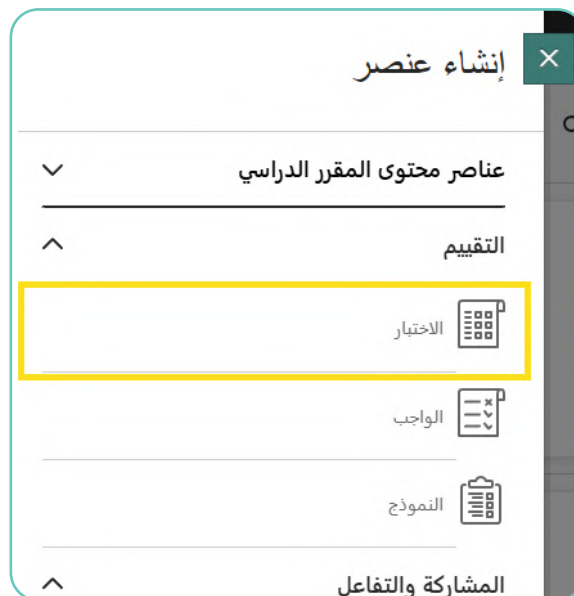 إنشاء عنصر
عناصر محتوى المقرر الدراسي
التقييم
الاختبار
الواجب
النموذج
المشاركة والتفاعل